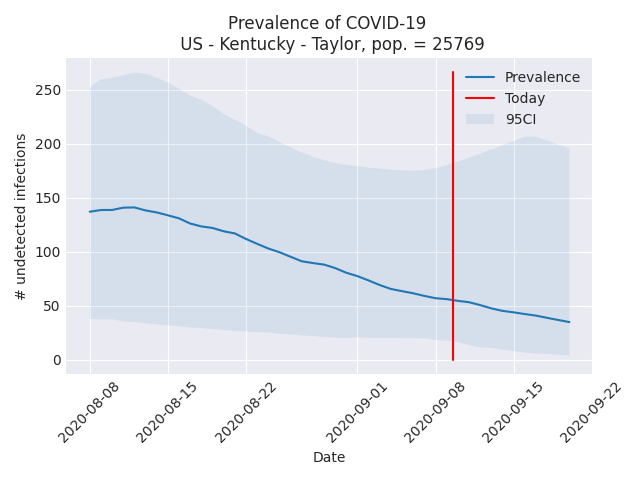 Prevalence of COVID-19
US - Kentucky - Taylor, pop. = 25769
Prevalence
Today
95CI
250
200
150
100
50
0
# undetected infections
2020-08-08
2020-08-15
2020-08-22
2020-09-01
2020-09-08
2020-09-15
2020-09-22
Date